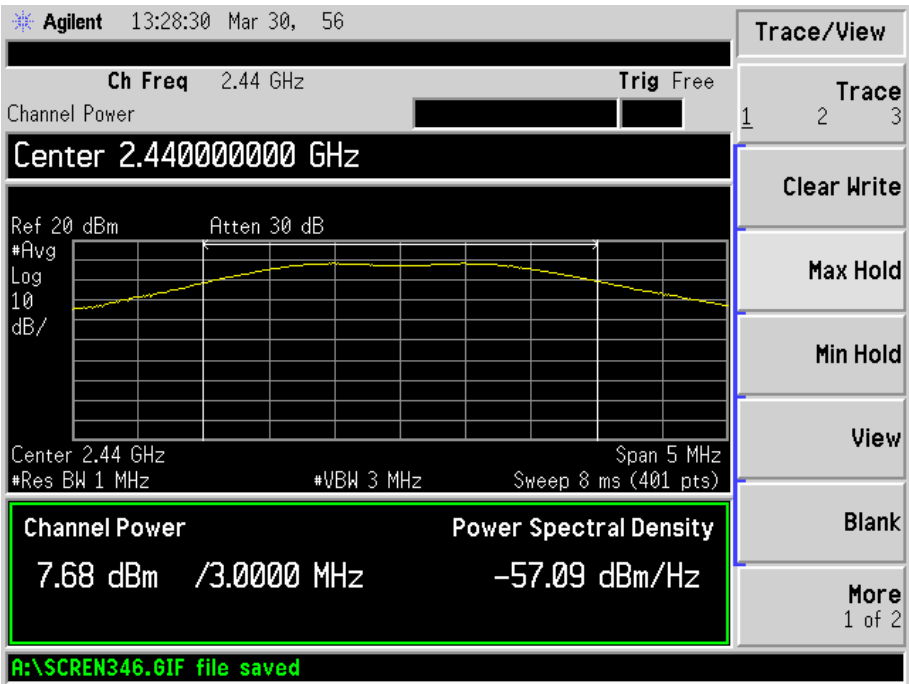 Agilent 13:28:30 Mar 30, 56
Trace/View
Ch Freq 2.44 GHz Trig Free
Channel Power
Trace
1 2 3
Center 2.440000000 GHz
Clear Write
Ref 20 dBm Atten 30 dB
#Avg
Log
10
dB/
Max Hold
Min Hold
View
Center 2.44 GHz Span 5 MHz
#Res BW 1 MHz #VBW 3 MHz Sweep 8 ms (401 pts)
Channel Power Power Spectral Density
Blank
7.68 dBm /3.0000 MHz -57.09 dBm/Hz
More
1 of 2
A:\SCREN346.GIF file saved